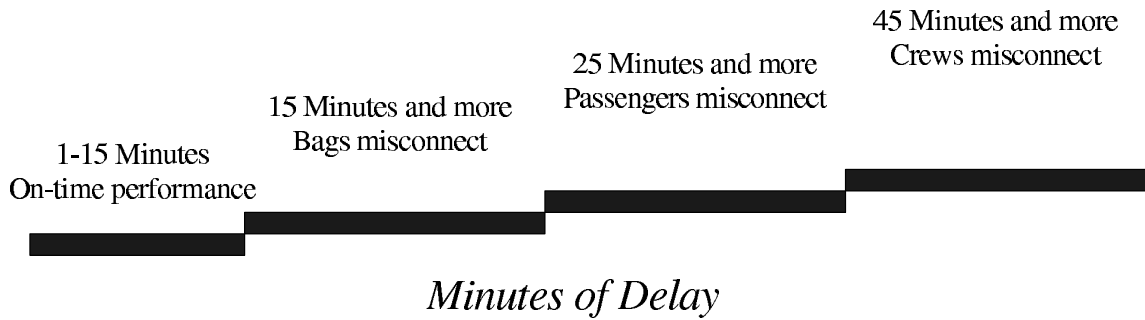 1-15 Minutes
On-time performance
15 Minutes and more
Bags misconnect
25 Minutes and more
Passengers misconnect
45 Minutes and more
Crews misconnect
Minutes of Delay